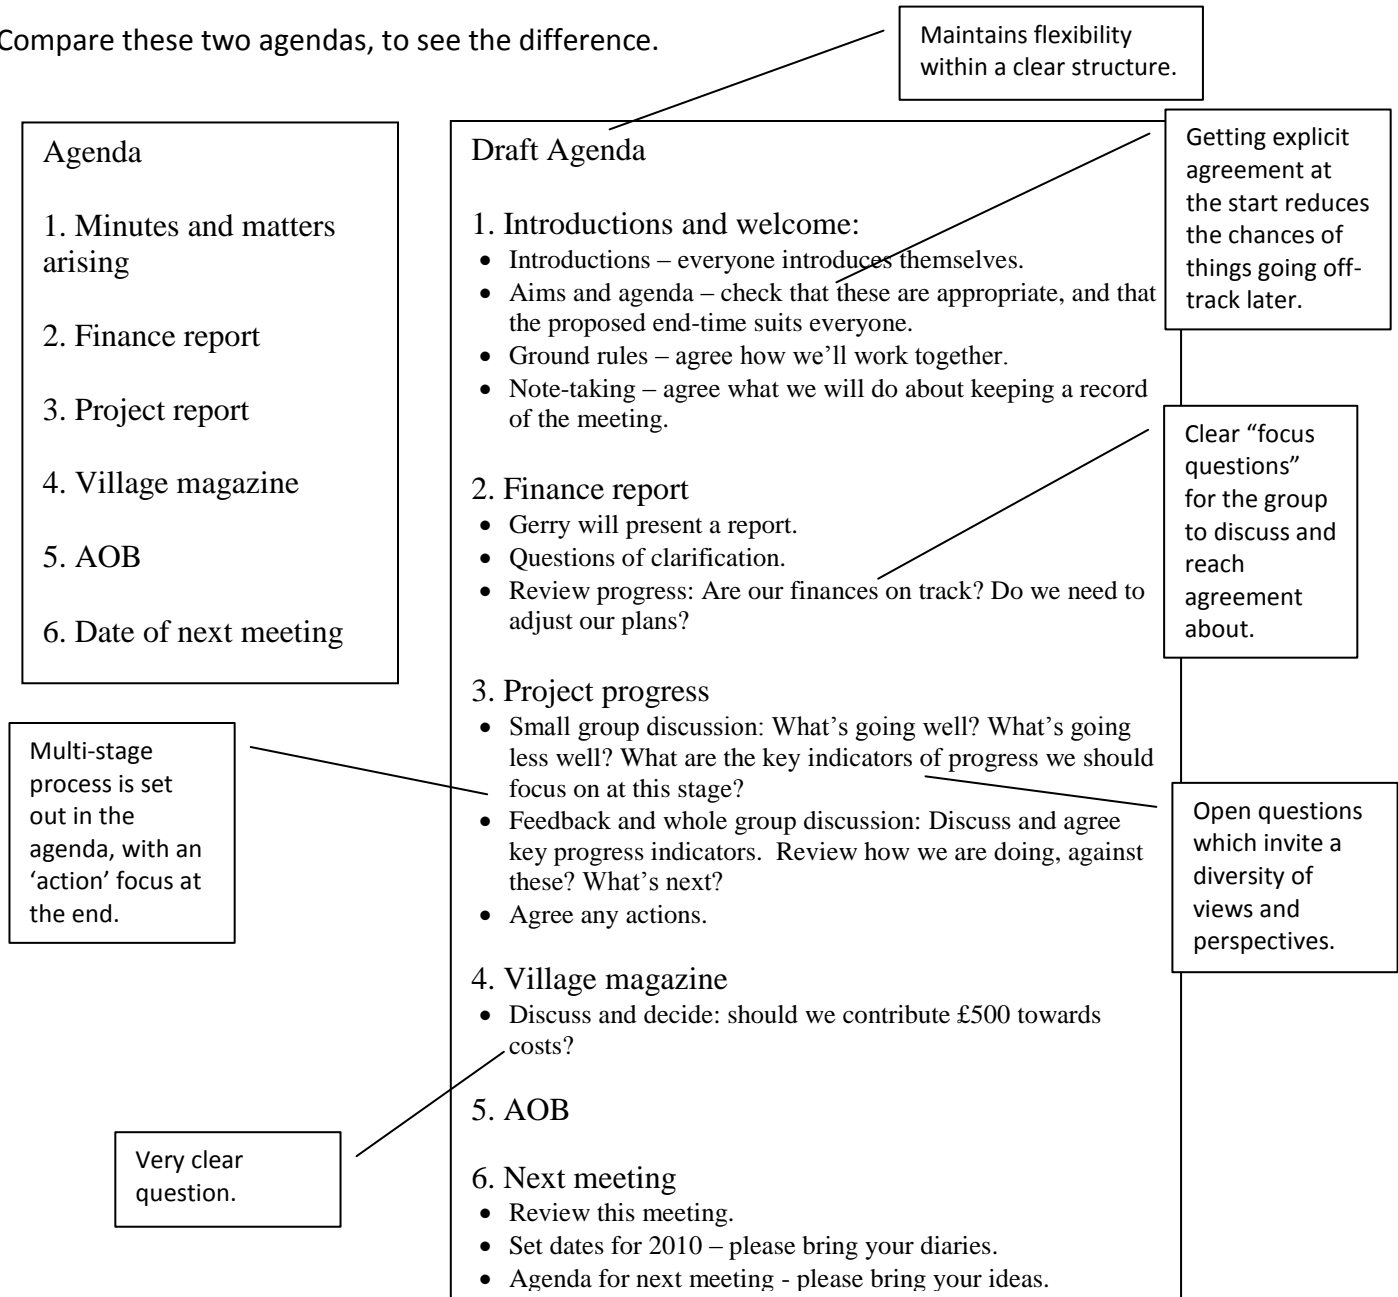 Compare these two agendas, to see the difference.
Maintains flexibility
within a clear structure.
Agenda
1. Minutes and matters
arising
2. Finance report
3. Project report
4. Village magazine
5. AOB
6. Date of next meeting
Draft Agenda
1. Introductions and welcome:
• Introductions – everyone introduces themselves.
• Aims and agenda – check that these are appropriate, and that
the proposed end-time suits everyone.
• Ground rules – agree how we’ll work together.
• Note-taking – agree what we will do about keeping a record
of the meeting.
2. Finance report
• Gerry will present a report.
• Questions of clarification.
• Review progress: Are our finances on track? Do we need to
adjust our plans?
3. Project progress
• Small group discussion: What’s going well? What’s going
less well? What are the key indicators of progress we should
focus on at this stage?
• Feedback and whole group discussion: Discuss and agree
key progress indicators.  Review how we are doing, against
these? What’s next?
• Agree any actions.
4. Village magazine
• Discuss and decide: should we contribute £500 towards
costs?
5. AOB
6. Next meeting
• Review this meeting.
• Set dates for 2010 – please bring your diaries.
• Agenda for next meeting - please bring your ideas.
Getting explicit
agreement at
the start reduces
the chances of
things going off-
track later.
Clear “focus
questions”
for the group
to discuss and
reach
agreement
about.
Open questions
which invite a
diversity of
views and
perspectives.
Multi-stage
process is set
out in the
agenda, with an
‘action’ focus at
the end.
Very clear
question.